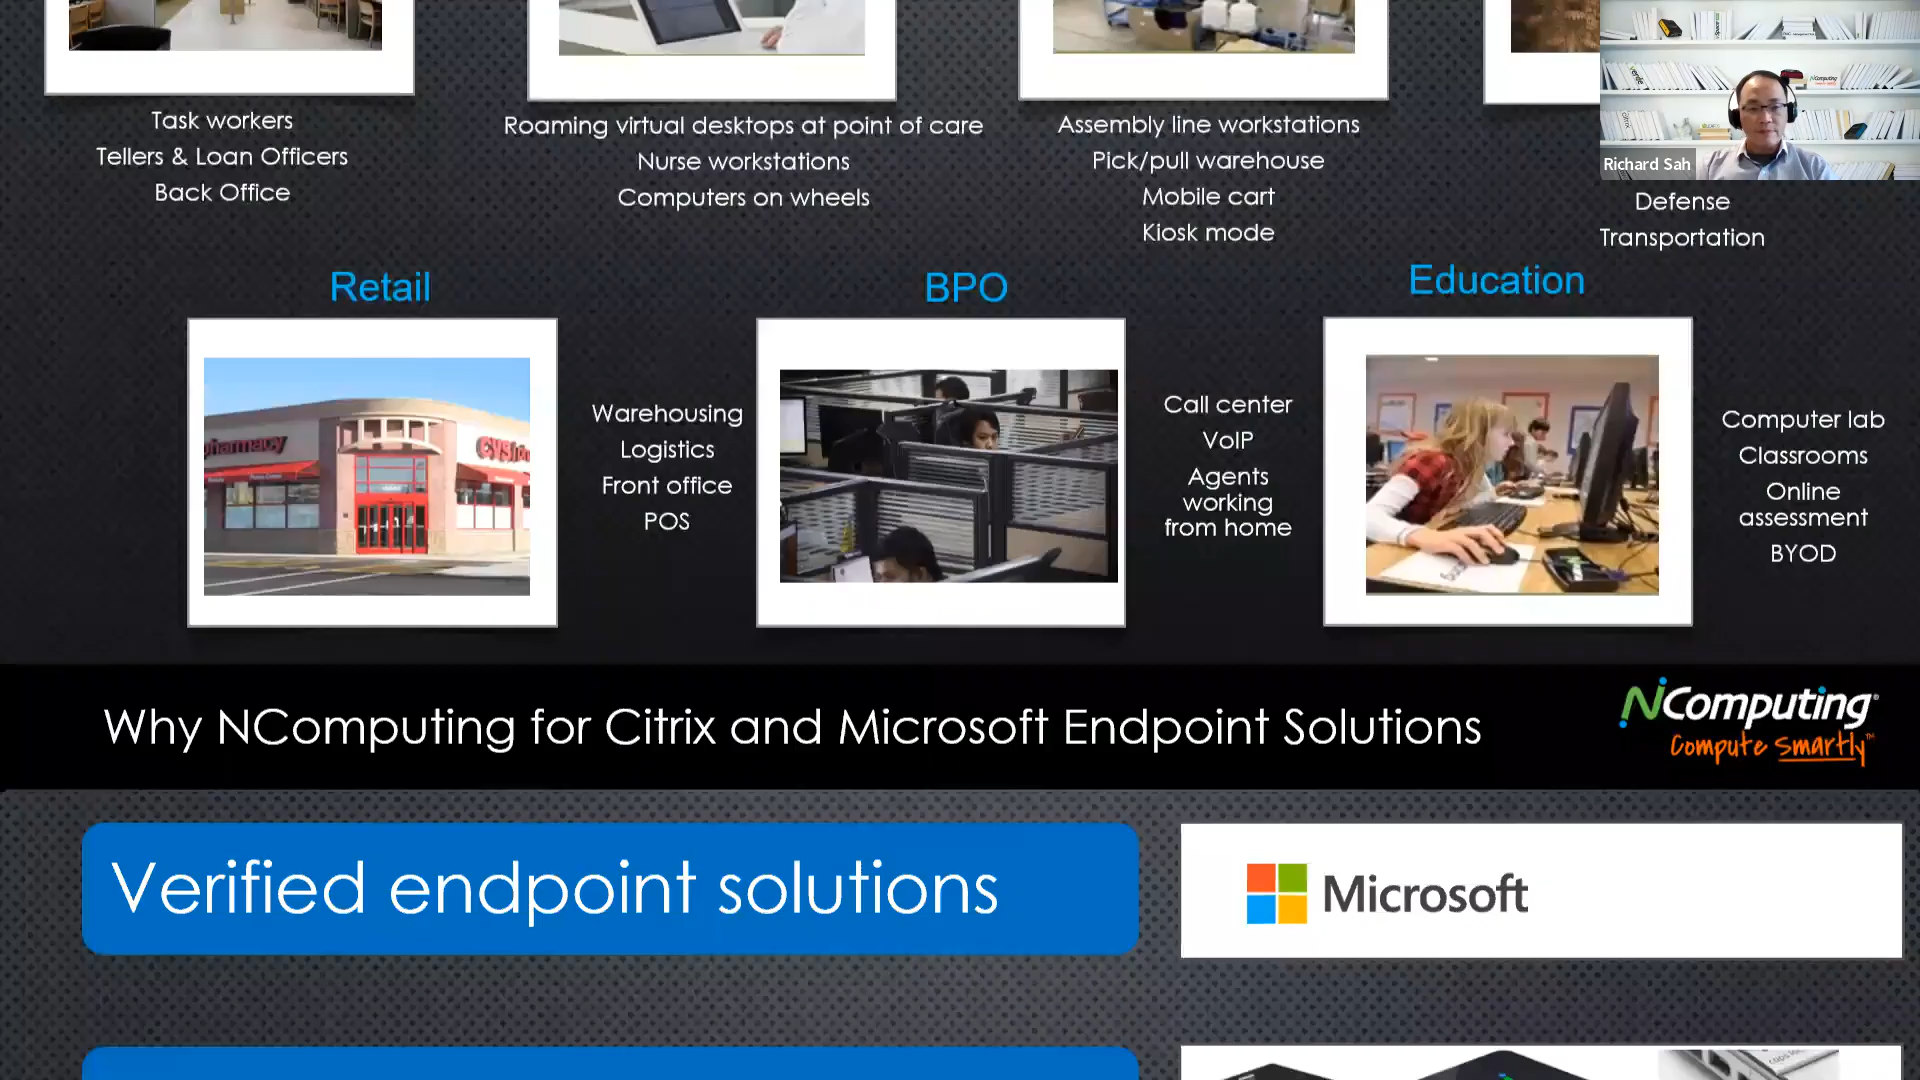 Richard Sah
Task workers
Tellers & Loan Officers
Back Office
Roaming virtual desktops at point of care
Nurse workstations
Computers on wheels
Assembly line workstations
Pick/pull warehouse
Mobile cart
Kiosk mode
Defense
Transportation
Retail
pharmacy
CVS
Warehousing
Logistics
Front office
POS
BPO
Call center
VoIP
Agents
working
from home
Education
Computer lab
Classrooms
Online
assessment
BYOD
Why NComputing for Citrix and Microsoft Endpoint Solutions
NComputing®
Compute Smartly™
Verified endpoint solutions
Microsoft